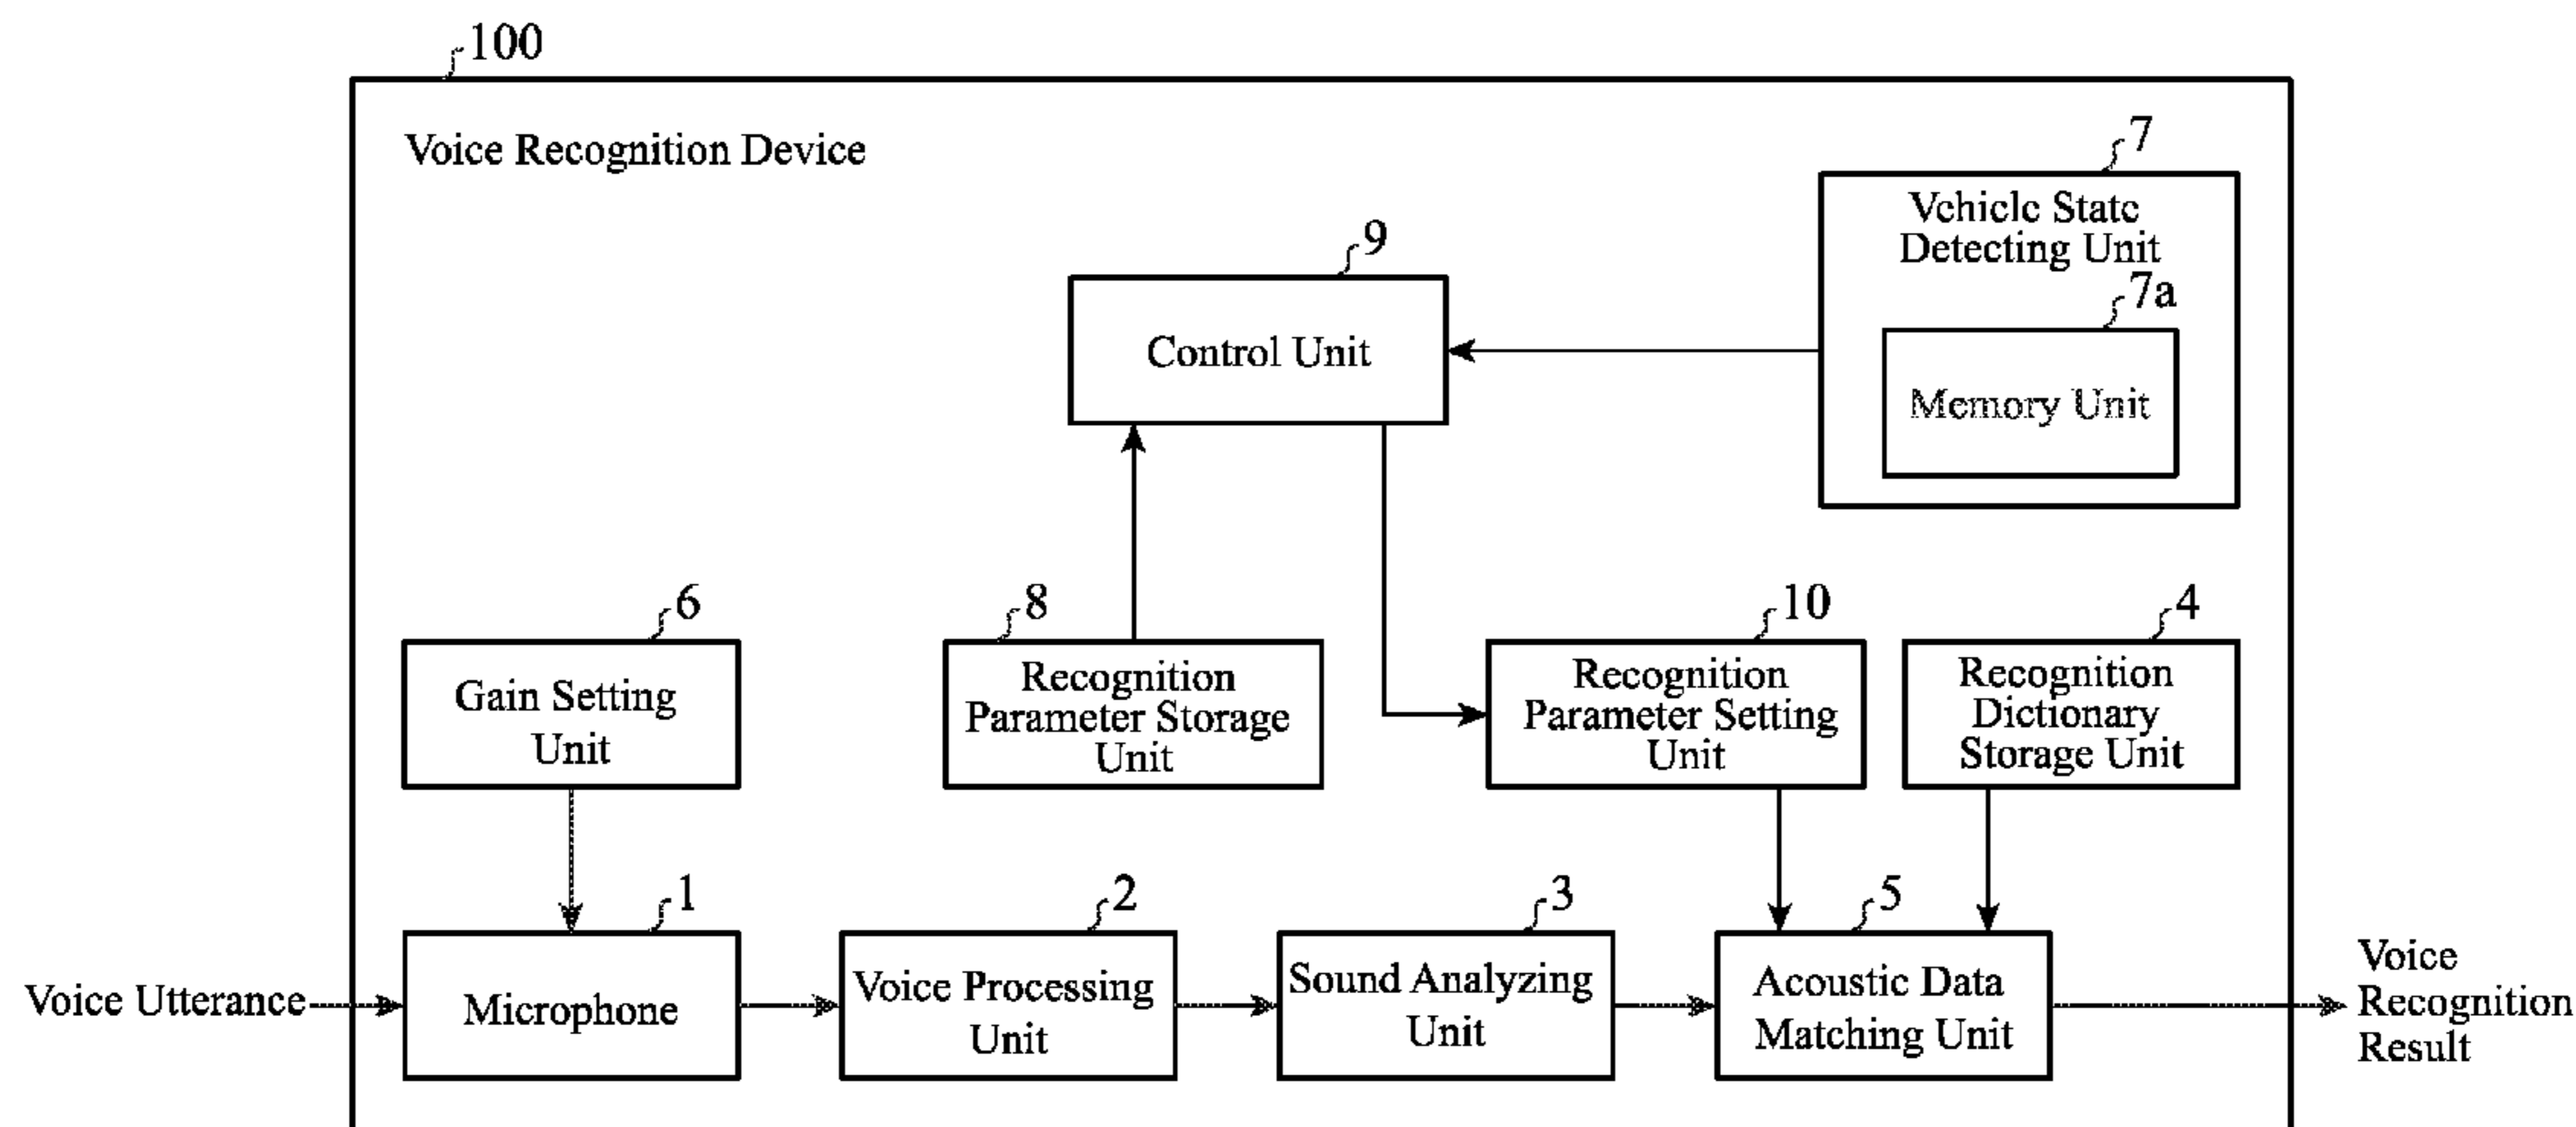 100
Voice Recognition Device
7
Vehicle State
Detecting Unit
7a
Memory Unit
9
Control Unit
6
Gain Setting
Unit
8
Recognition
Parameter Storage
Unit
10
Recognition
Parameter Setting
Unit
4
Recognition
Dictionary
Storage Unit
Voice Utterance
1
Microphone
2
Voice Processing
Unit
3
Sound Analyzing
Unit
5
Acoustic Data
Matching Unit
Voice
Recognition
Result